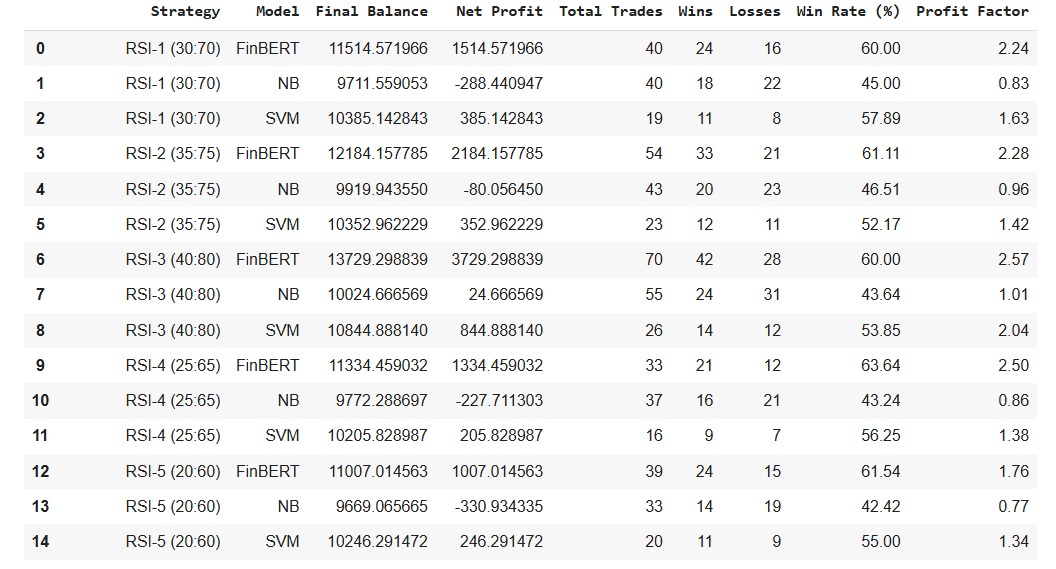 Strategy Model Final Balance Net Profit Total Trades Wins Losses Win Rate (%) Profit Factor
0 RSI-1 (30:70) FinBERT 11514.571966 1514.571966 40 24 16 60.00 2.24
1 RSI-1 (30:70) NB 9711.559053 -288.440947 40 18 22 45.00 0.83
2 RSI-1 (30:70) SVM 10385.142843 385.142843 19 11 8 57.89 1.63
3 RSI-2 (35:75) FinBERT 12184.157785 2184.157785 54 33 21 61.11 2.28
4 RSI-2 (35:75) NB 9919.943550 -80.056450 43 20 23 46.51 0.96
5 RSI-2 (35:75) SVM 10352.962229 352.962229 23 12 11 52.17 1.42
6 RSI-3 (40:80) FinBERT 13729.298839 3729.298839 70 42 28 60.00 2.57
7 RSI-3 (40:80) NB 10024.666569 24.666569 55 24 31 43.64 1.01
8 RSI-3 (40:80) SVM 10844.888140 844.888140 26 14 12 53.85 2.04
9 RSI-4 (25:65) FinBERT 11334.459032 1334.459032 33 21 12 63.64 2.50
10 RSI-4 (25:65) NB 9772.288697 -227.711303 37 16 21 43.24 0.86
11 RSI-4 (25:65) SVM 10205.828987 205.828987 16 9 7 56.25 1.38
12 RSI-5 (20:60) FinBERT 11007.014563 1007.014563 39 24 15 61.54 1.76
13 RSI-5 (20:60) NB 9669.065665 -330.934335 33 14 19 42.42 0.77
14 RSI-5 (20:60) SVM 10246.291472 246.291472 20 11 9 55.00 1.34